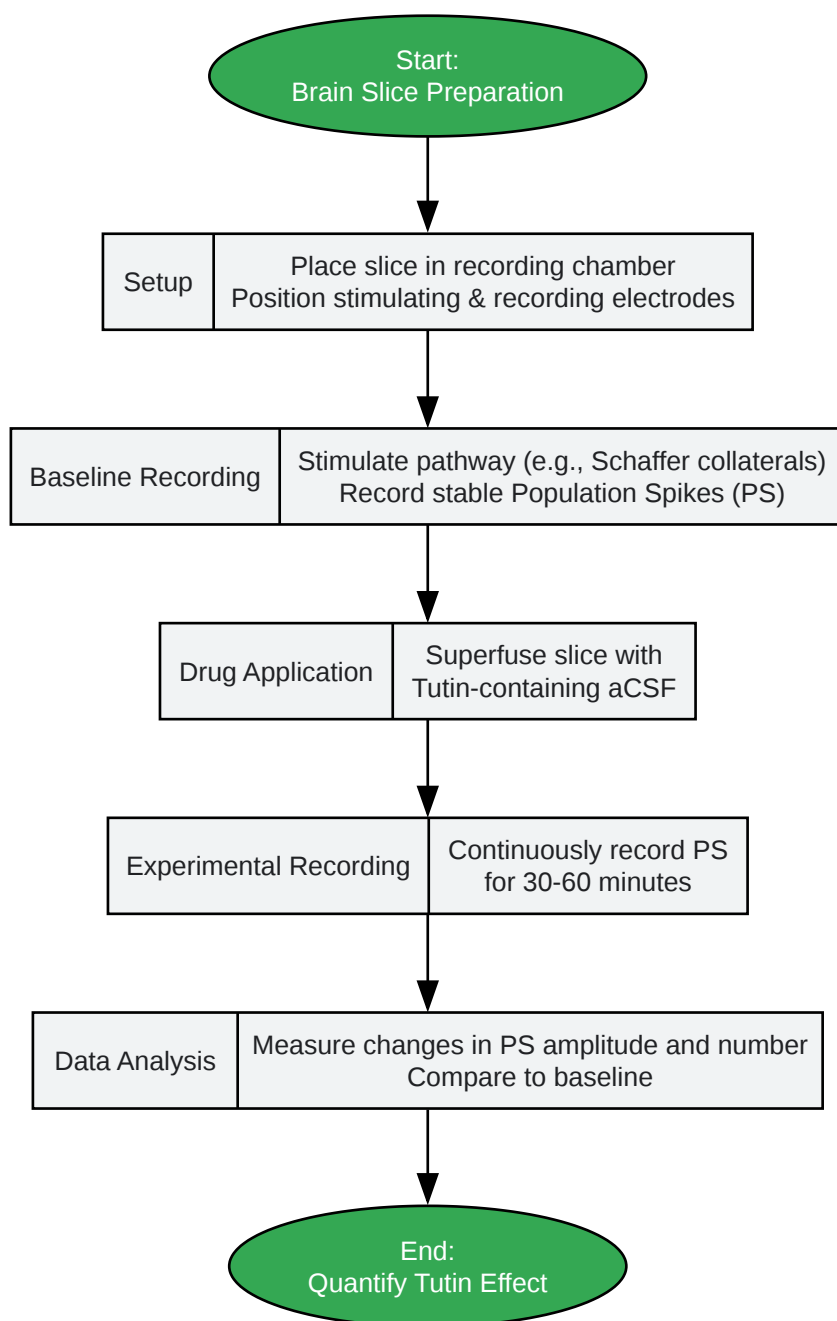 Start:
Brain Slice Preparation
Setup
Place slice in recording chamber
Position stimulating & recording electrodes
Baseline Recording
Stimulate pathway (e.g., Schaffer collaterals)
Record stable Population Spikes (PS)
Drug Application
Superfuse slice with
Tutin-containing aCSF
Experimental Recording
Continuously record PS
for 30-60 minutes
Data Analysis
Measure changes in PS amplitude and number
Compare to baseline
End:
Quantify Tutin Effect